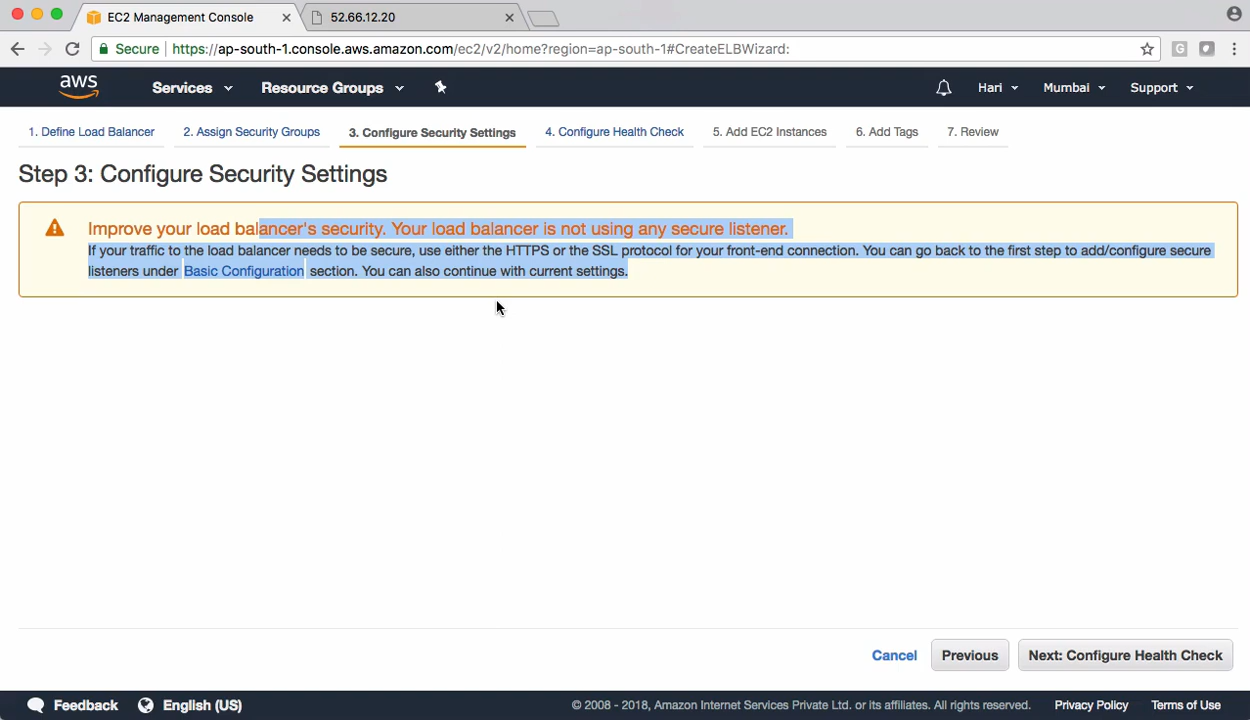 EC2 Management Console
52.66.12.20
Secure
https://ap-south-1.console.aws.amazon.com/ec2/v2/home?region=ap-south-1#CreateELBWizard:
G
aws
Services
Resource Groups
Hari
Mumbai
Support
1. Define Load Balancer
2. Assign Security Groups
3. Configure Security Settings
4. Configure Health Check
5. Add EC2 Instances
6. Add Tags
7. Review
Step 3: Configure Security Settings
Improve your load balancer's security. Your load balancer is not using any secure listener.
If your traffic to the load balancer needs to be secure, use either the HTTPS or the SSL protocol for your front-end connection. You can go back to the first step to add/configure secure
listeners under Basic Configuration section. You can also continue with current settings.
Cancel
Previous
Next: Configure Health Check
Feedback
English (US)
© 2008 - 2018, Amazon Internet Services Private Ltd. or its affiliates. All rights reserved.
Privacy Policy
Terms of Use